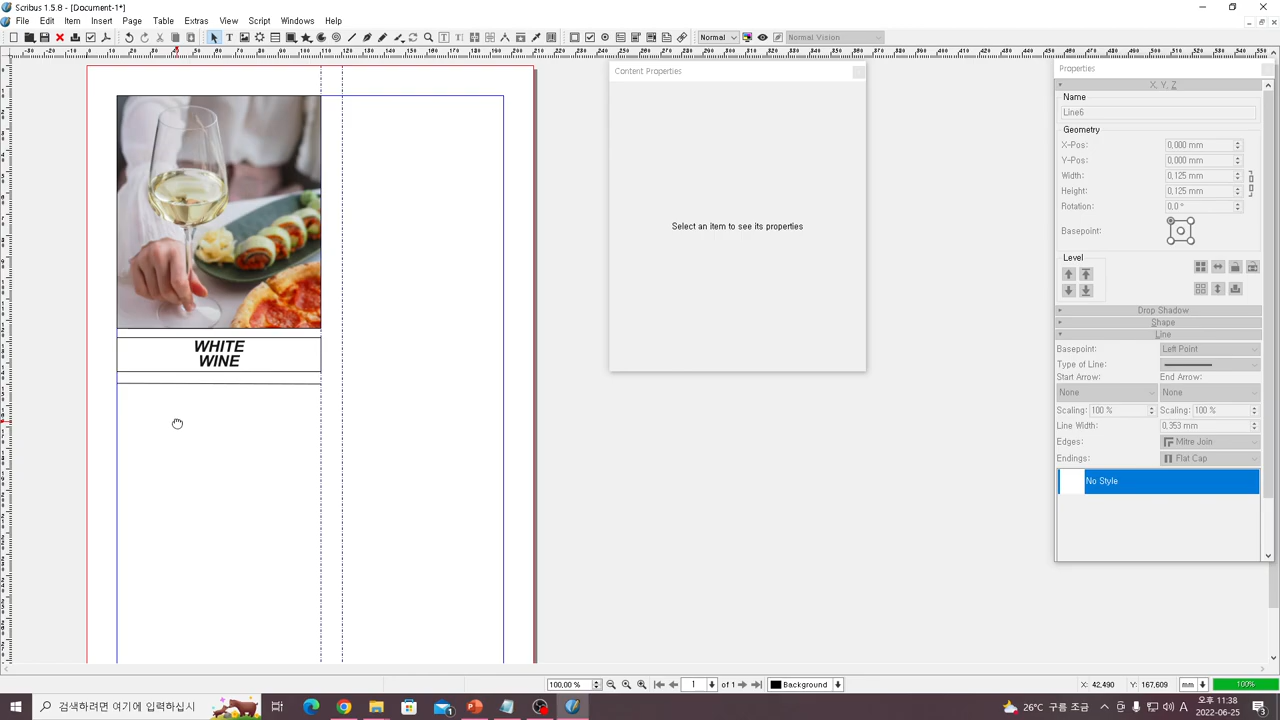 Scribus 1.5.8 - [Document-1*]
File Edit Item Insert Page Table Extras View Script Windows Help
Normal
Normal Vision
Content Properties
Select an item to see its properties
WHITE
WINE
Properties
X, Y, Z
Name
Line6
Geometry
X-Pos: 0,000 mm
Y-Pos: 0,000 mm
Width: 0,125 mm
Height: 0,125 mm
Rotation: 0,0 °
Basepoint:
Level
Drop Shadow
Shape
Line
Basepoint: Left Point
Type of Line:
Start Arrow: End Arrow:
None None
Scaling: 100 % Scaling: 100 %
Line Width: 0,353 mm
Edges: Mitre Join
Endings: Flat Cap
No Style
100,00 % 1 of 1 Background X: 42,490 Y: 167,609 mm 100%
검색하려면 여기에 입력하십시
26°C 구름 조금 A 오후 11:38
2022-06-25 3